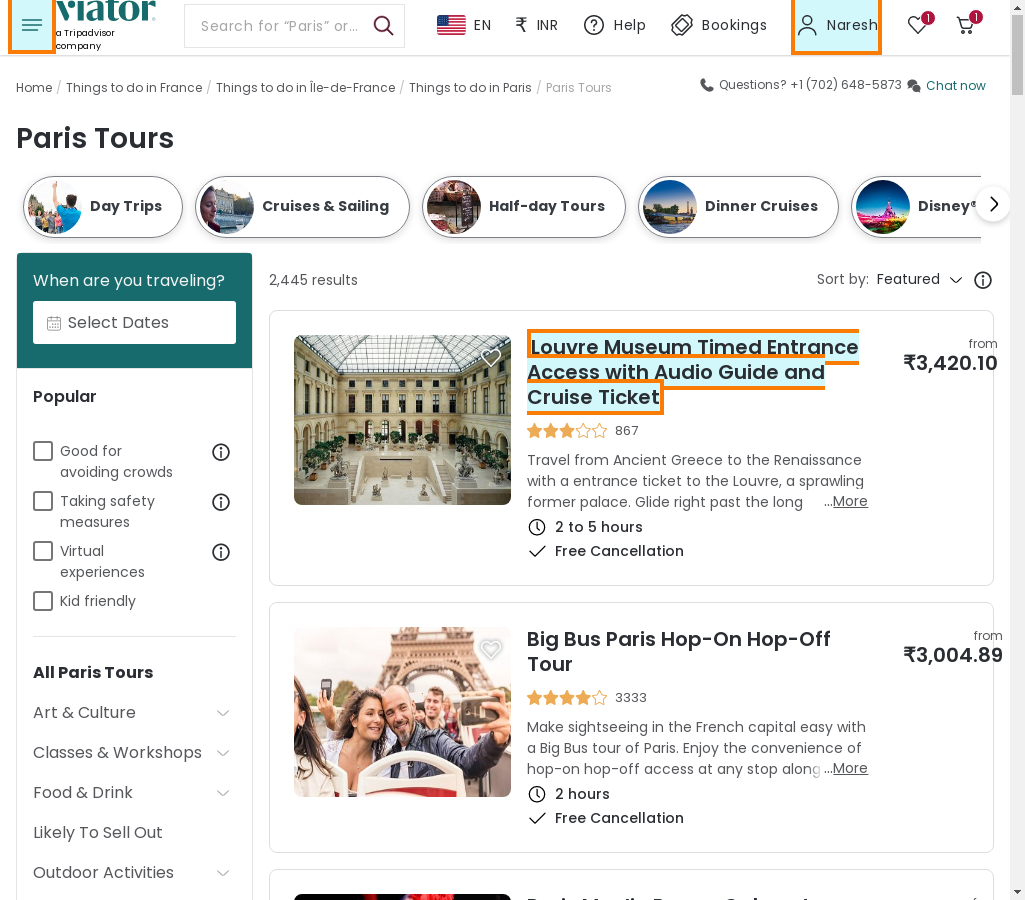 viator
a Tripadvisor
company
Search for “Paris” or...
EN
₹ INR
Help
Bookings
Naresh
1
1
Home / Things to do in France / Things to do in Île-de-France / Things to do in Paris / Paris Tours
Questions? +1 (702) 648-5873
Chat now
Paris Tours
Day Trips
Cruises & Sailing
Half-day Tours
Dinner Cruises
Disney®
When are you traveling?
Select Dates
2,445 results
Sort by: Featured
Popular
Good for
avoiding crowds
Taking safety
measures
Virtual
experiences
Kid friendly
All Paris Tours
Art & Culture
Classes & Workshops
Food & Drink
Likely To Sell Out
Outdoor Activities
Louvre Museum Timed Entrance
Access with Audio Guide and
Cruise Ticket
from
₹3,420.10
867
Travel from Ancient Greece to the Renaissance
with a entrance ticket to the Louvre, a sprawling
former palace. Glide right past the long ...More
2 to 5 hours
Free Cancellation
Big Bus Paris Hop-On Hop-Off
Tour
from
₹3,004.89
3333
Make sightseeing in the French capital easy with
a Big Bus tour of Paris. Enjoy the convenience of
hop-on hop-off access at any stop along ...More
2 hours
Free Cancellation